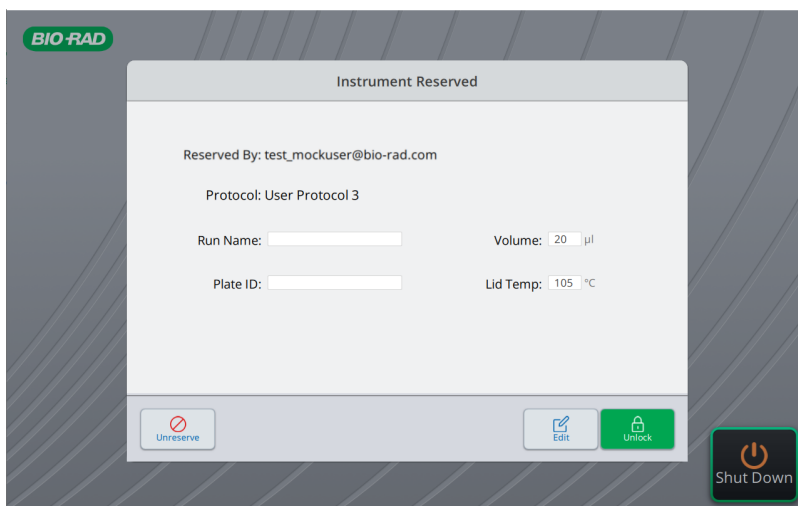 BIO-RAD
Instrument Reserved
Reserved By: test_mockuser@bio-rad.com
Protocol: User Protocol 3
Run Name:
Volume: 20 µl
Plate ID:
Lid Temp: 105 °C
Unreserve
Edit
Unlock
Shut Down